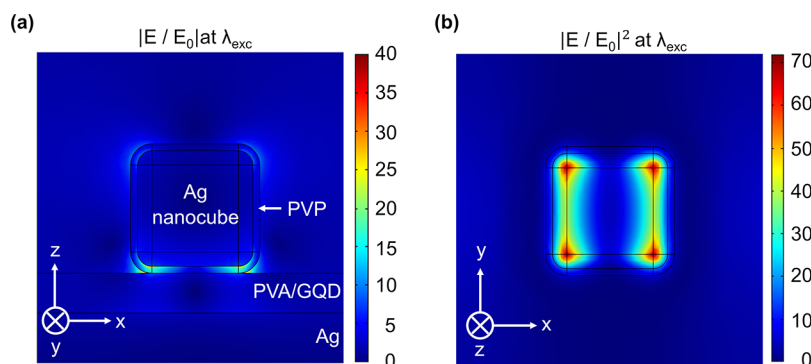 (a)
|E / E₀|at λexc
40
35
30
25
20
15
10
5
0
Ag
nanocube
PVP
PVA/GQD
Ag
z
x
y
(b)
|E / E₀|² at λexc
70
60
50
40
30
20
10
0
y
x
z